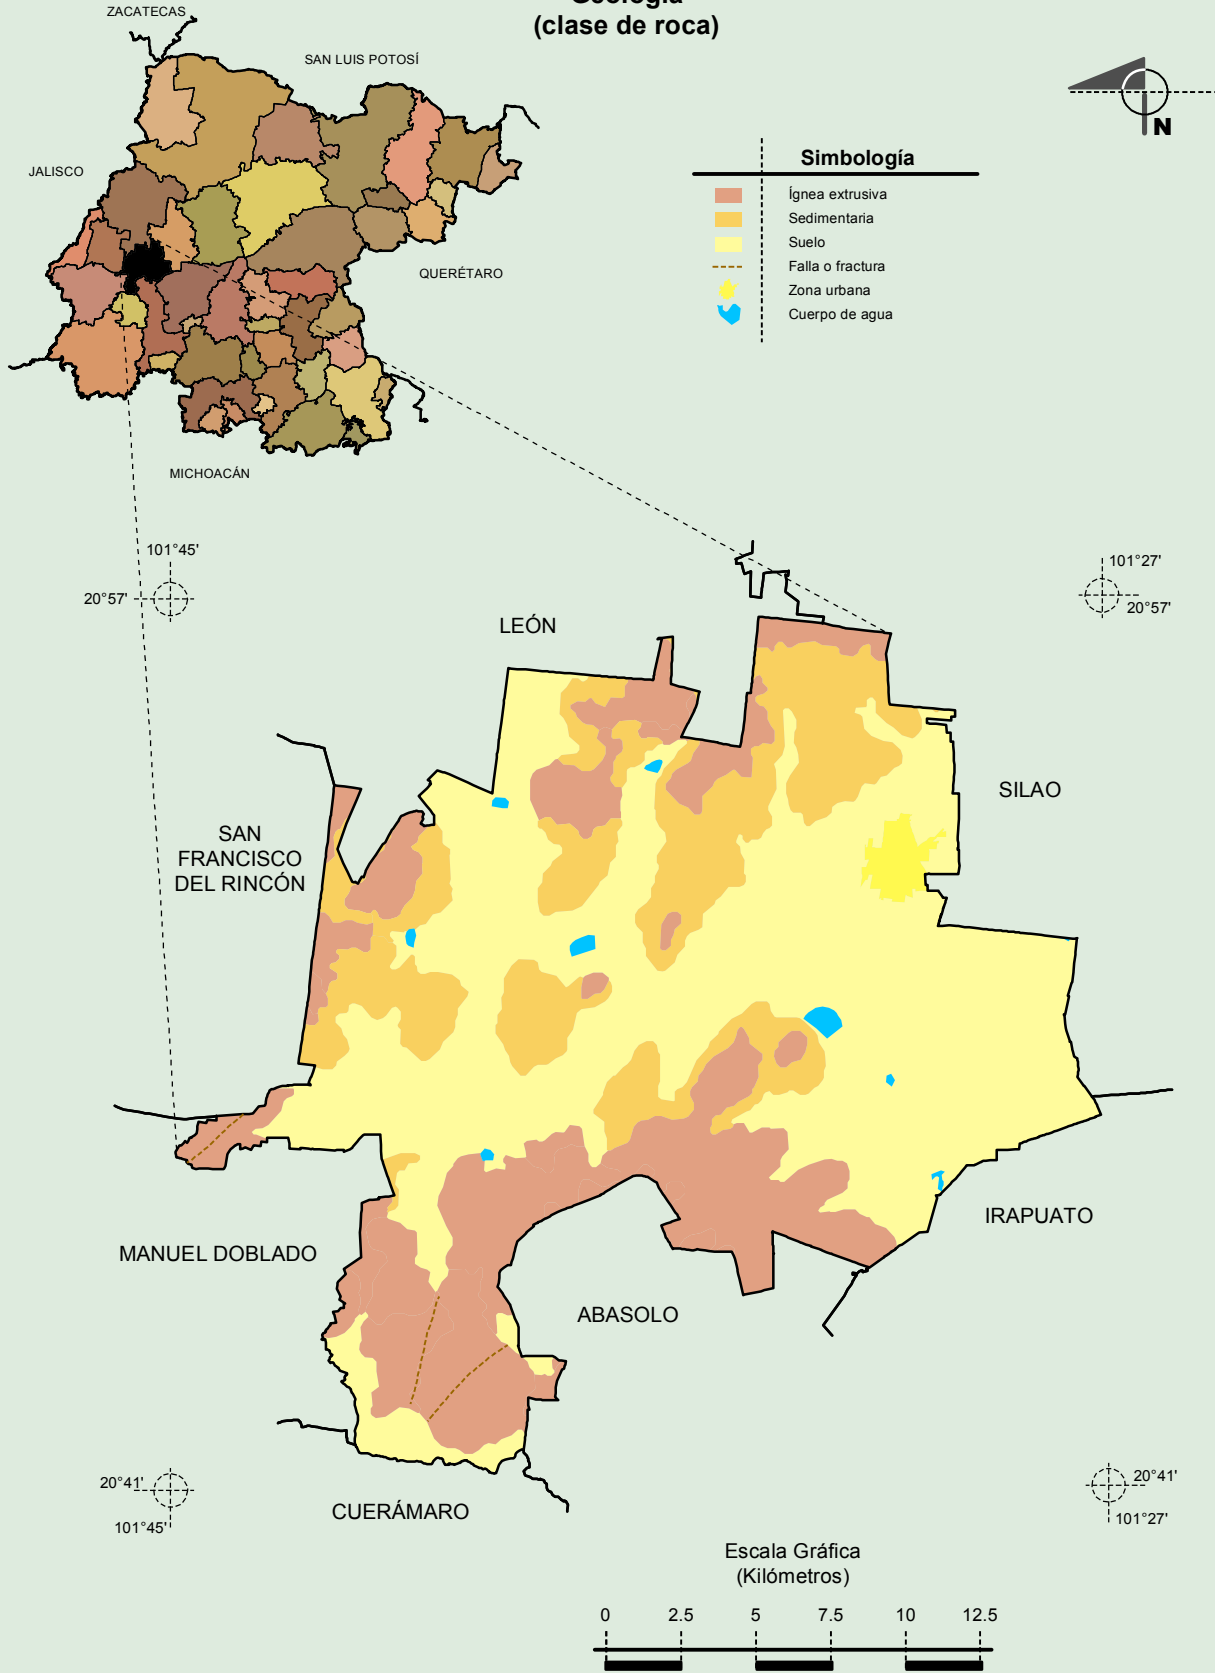 Geología
(clase de roca)
ZACATECAS
SAN LUIS POTOSÍ
JALISCO
QUERÉTARO
MICHOACÁN
N
Simbología
Ígnea extrusiva
Sedimentaria
Suelo
Falla o fractura
Zona urbana
Cuerpo de agua
101°45'
20°57'
101°27'
20°57'
LEÓN
SILAO
SAN
FRANCISCO
DEL RINCÓN
IRAPUATO
MANUEL DOBLADO
ABASOLO
CUERÁMARO
20°41'
101°45'
20°41'
101°27'
Escala Gráfica
(Kilómetros)
0 2.5 5 7.5 10 12.5